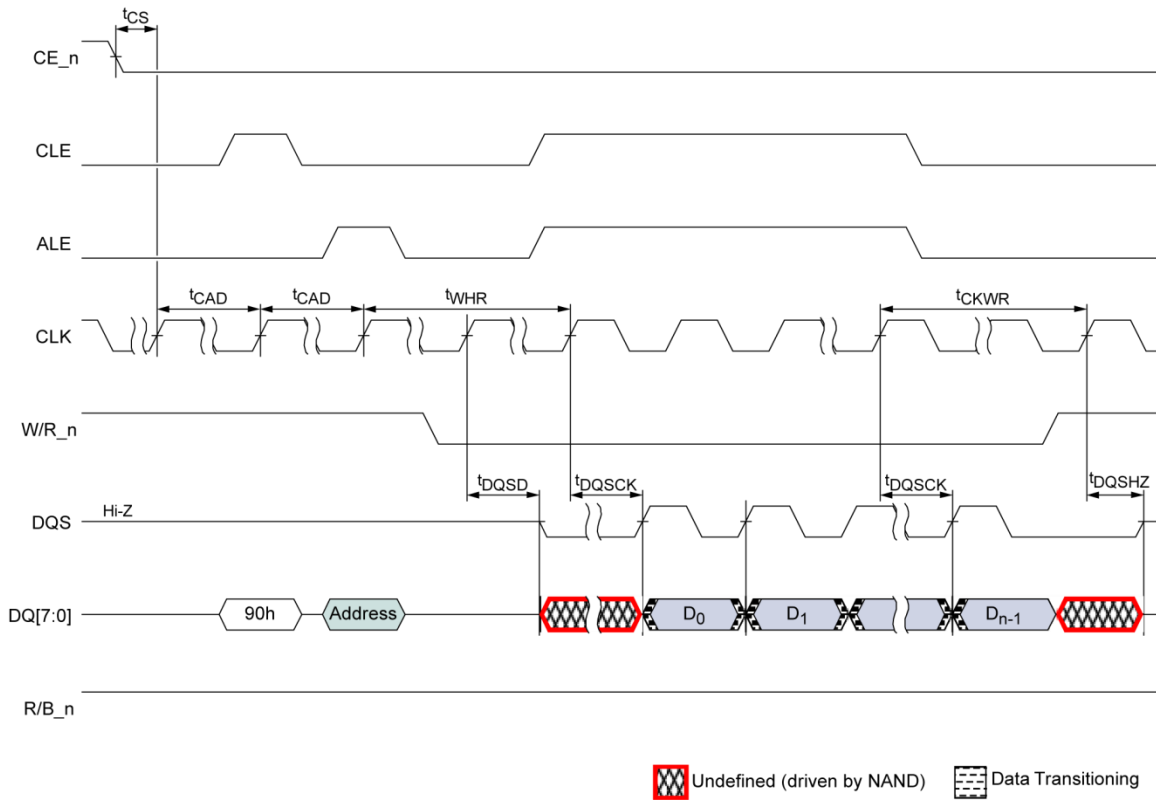 tCS
CE_n
CLE
ALE
tCAD tCAD tWHR tCKWR
CLK
W/R_n
tDQSD tDQSCK tDQSCK tDQSHZ
DQS Hi-Z
DQ[7:0] 90h Address D0 D1 Dn-1
R/B_n
Undefined (driven by NAND) Data Transitioning